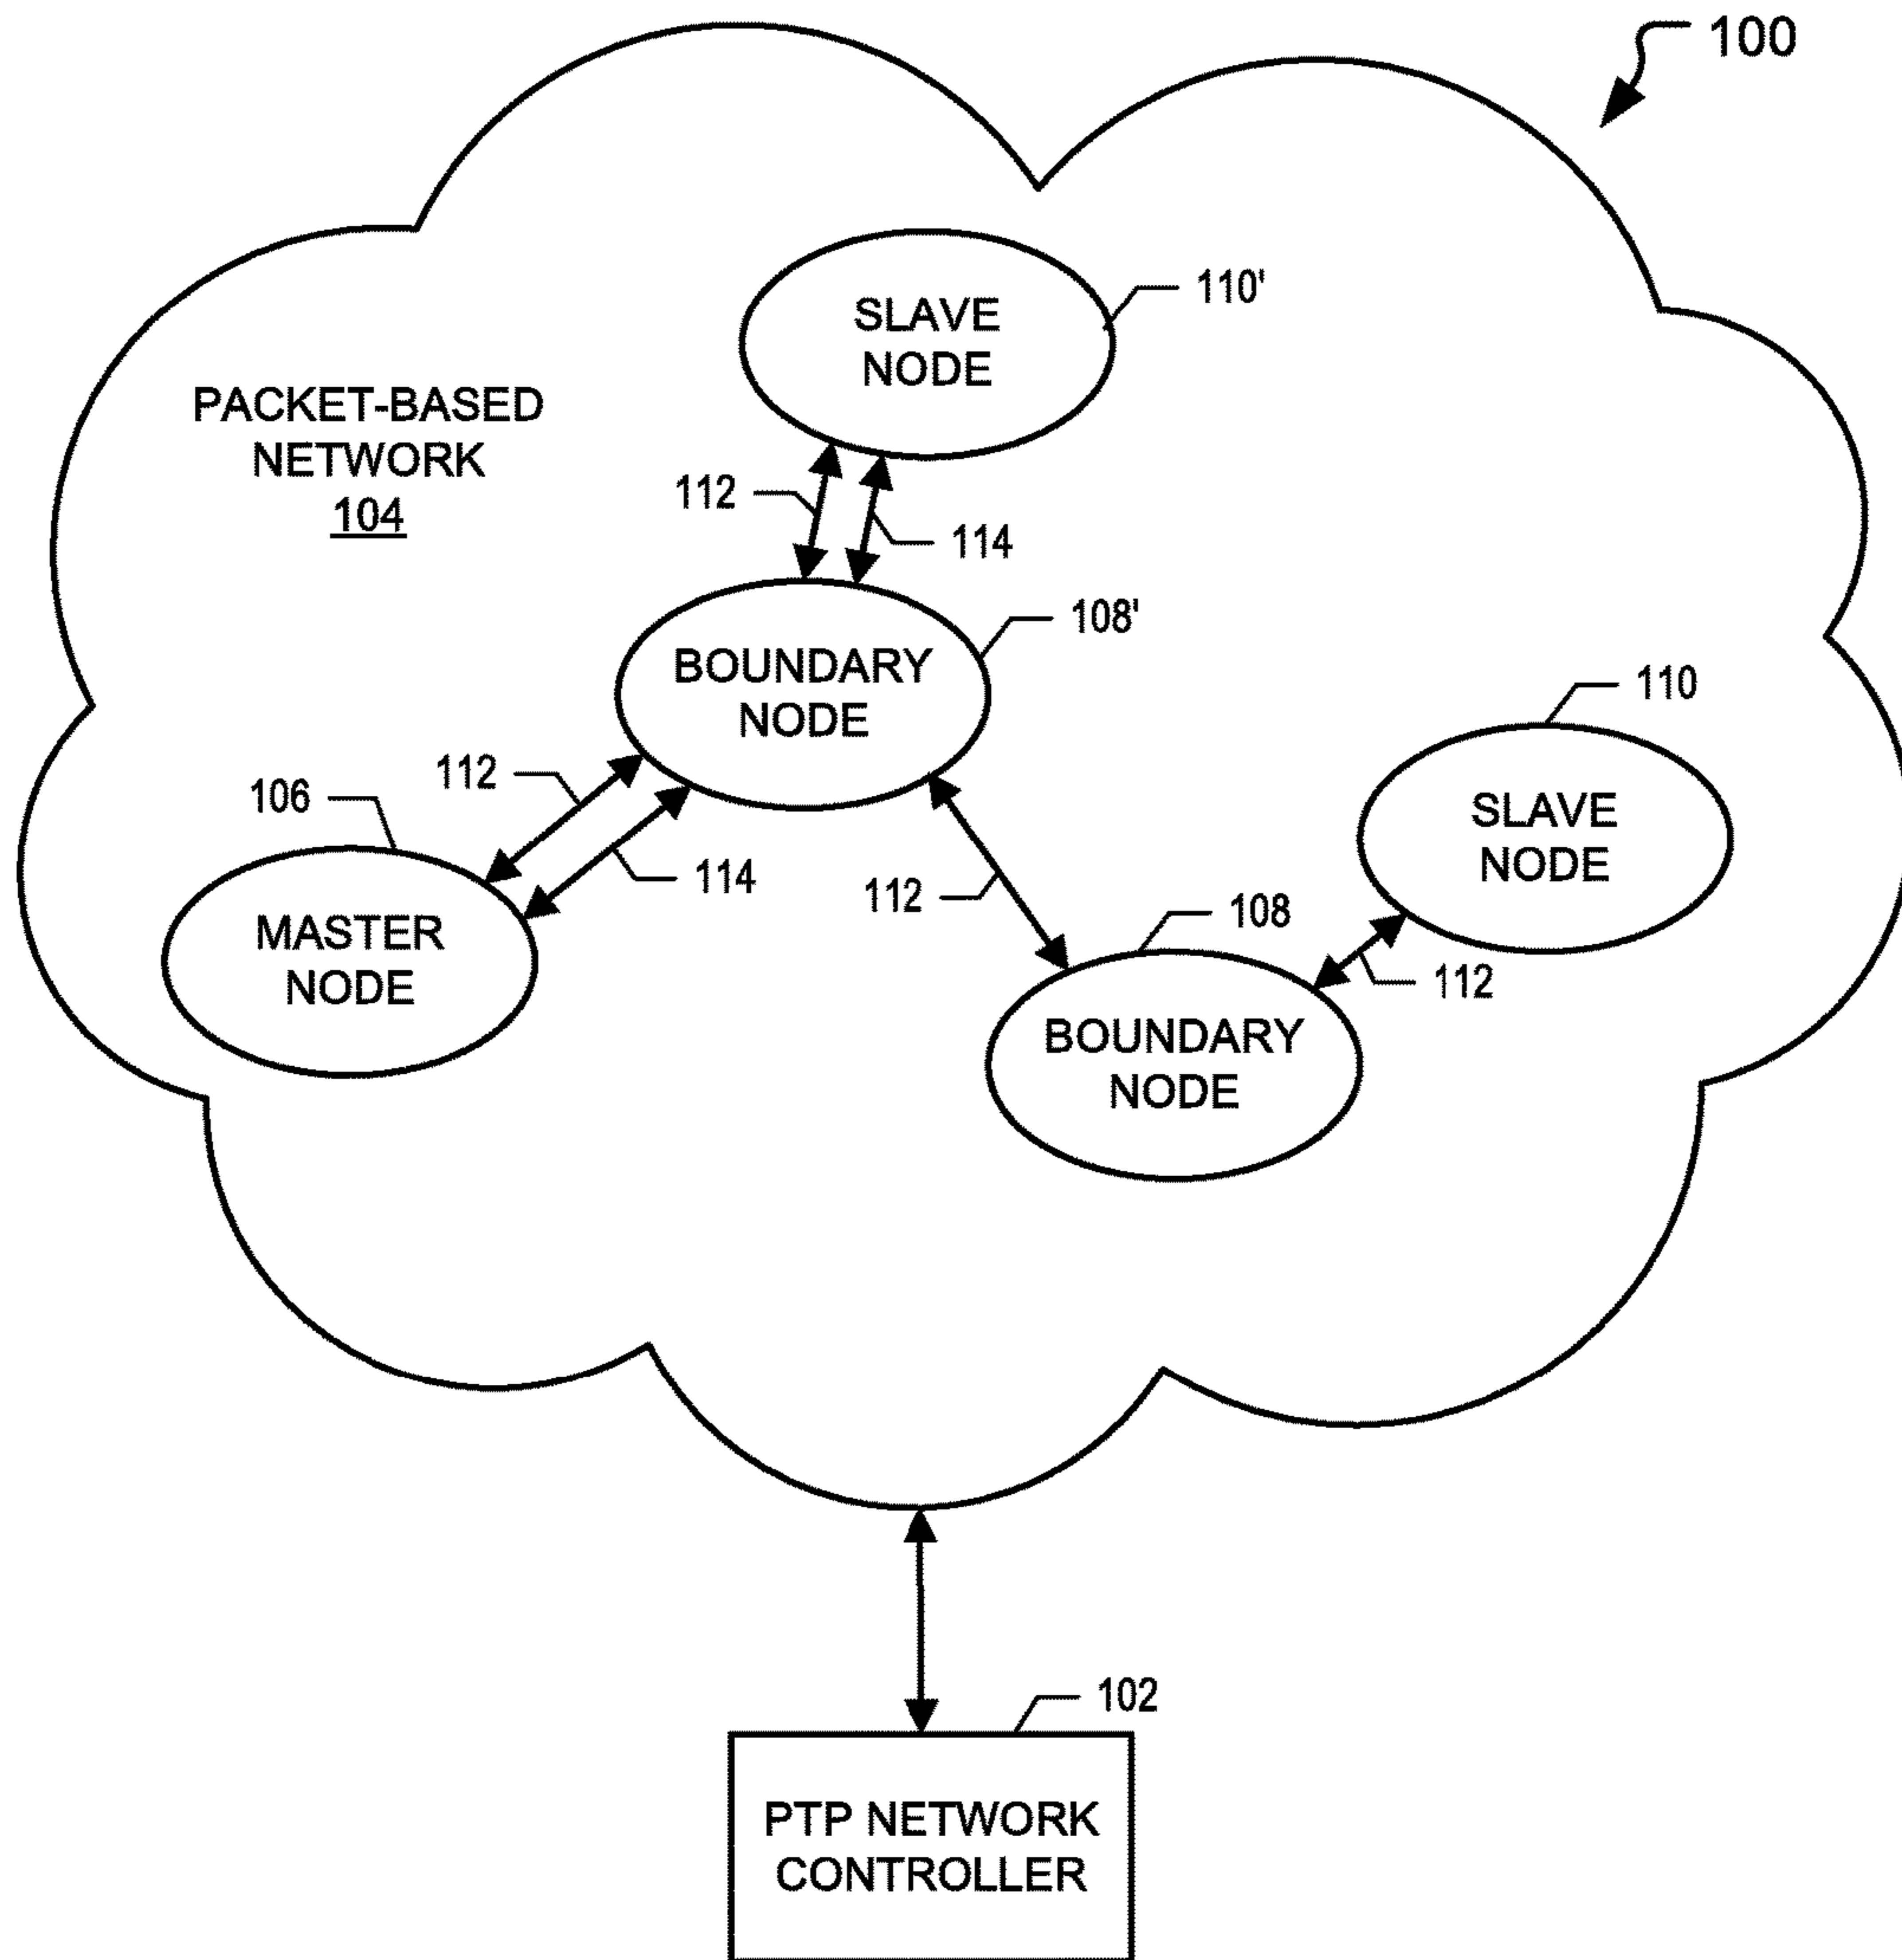 100
110'
SLAVE
NODE
PACKET-BASED
NETWORK
104
112
114
108'
BOUNDARY
NODE
110
112
106
SLAVE
NODE
114
112
108
MASTER
NODE
112
BOUNDARY
NODE
102
PTP NETWORK
CONTROLLER